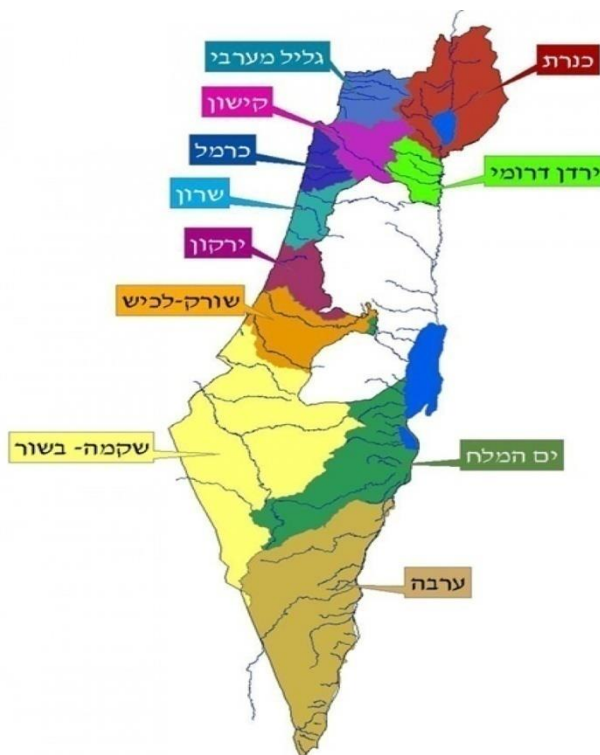 גליל מערבי
כנרת
קישון
כרמל
ירדן דרומי
שרון
ירקון
שורק-לכיש
שקמה- בשור
ים המלח
ערבה